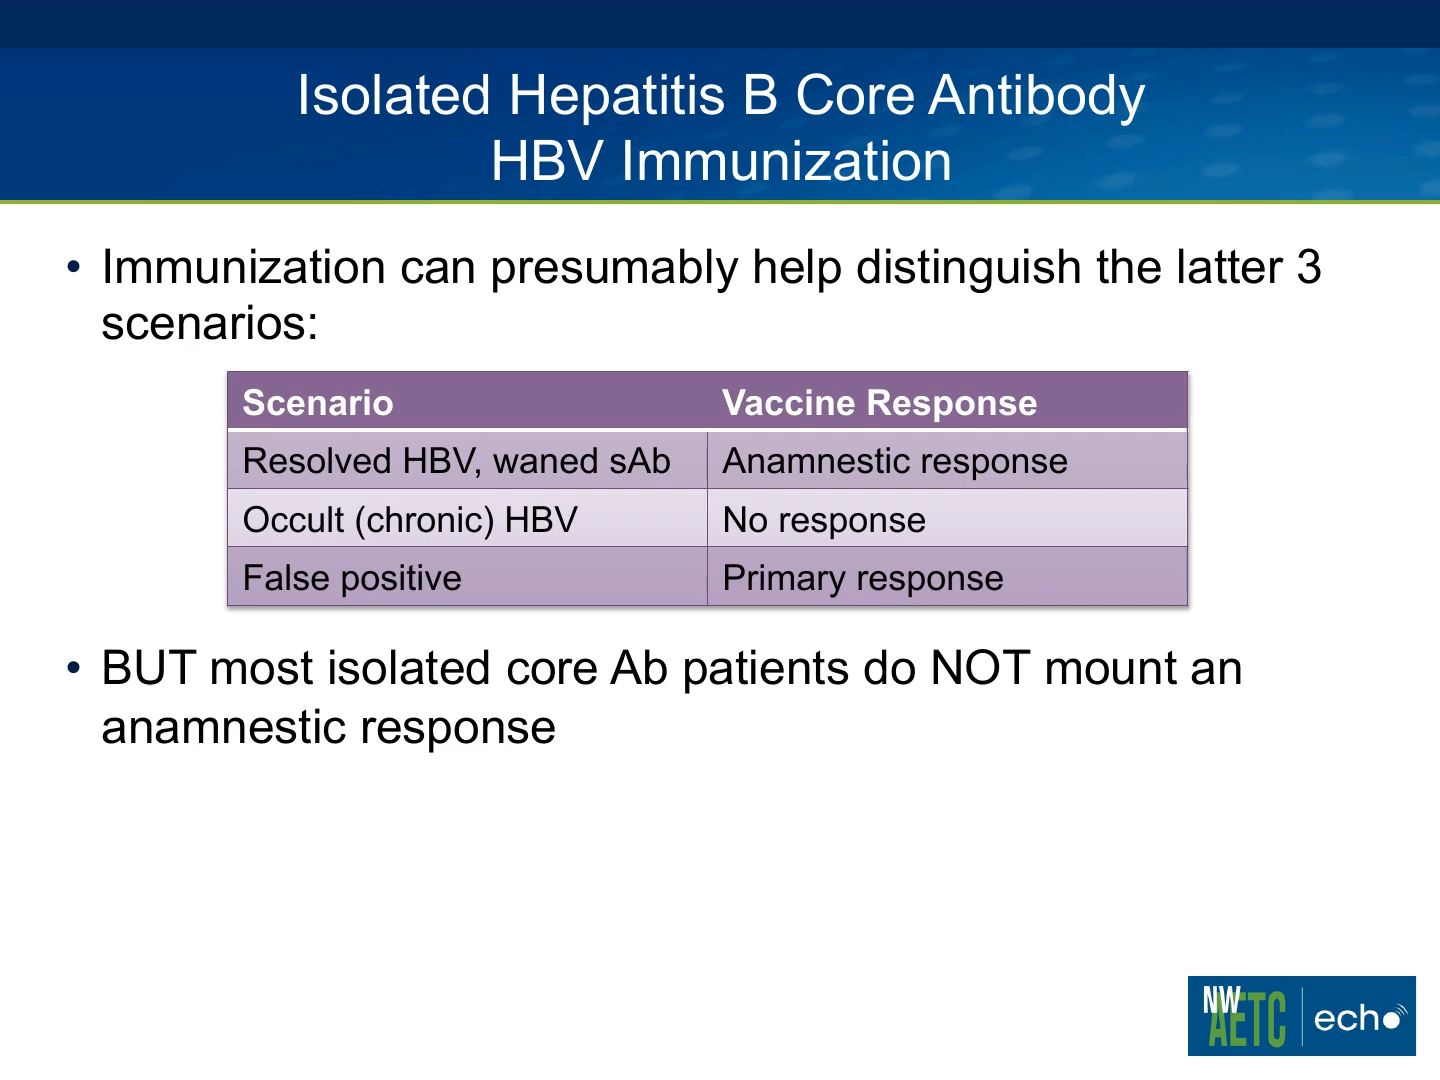 Isolated Hepatitis B Core Antibody
HBV Immunization
• Immunization can presumably help distinguish the latter 3
scenarios:
Scenario Vaccine Response
Resolved HBV, waned sAb Anamnestic response
Occult (chronic) HBV No response
False positive Primary response
• BUT most isolated core Ab patients do NOT mount an
anamnestic response
NW
AETC
echo